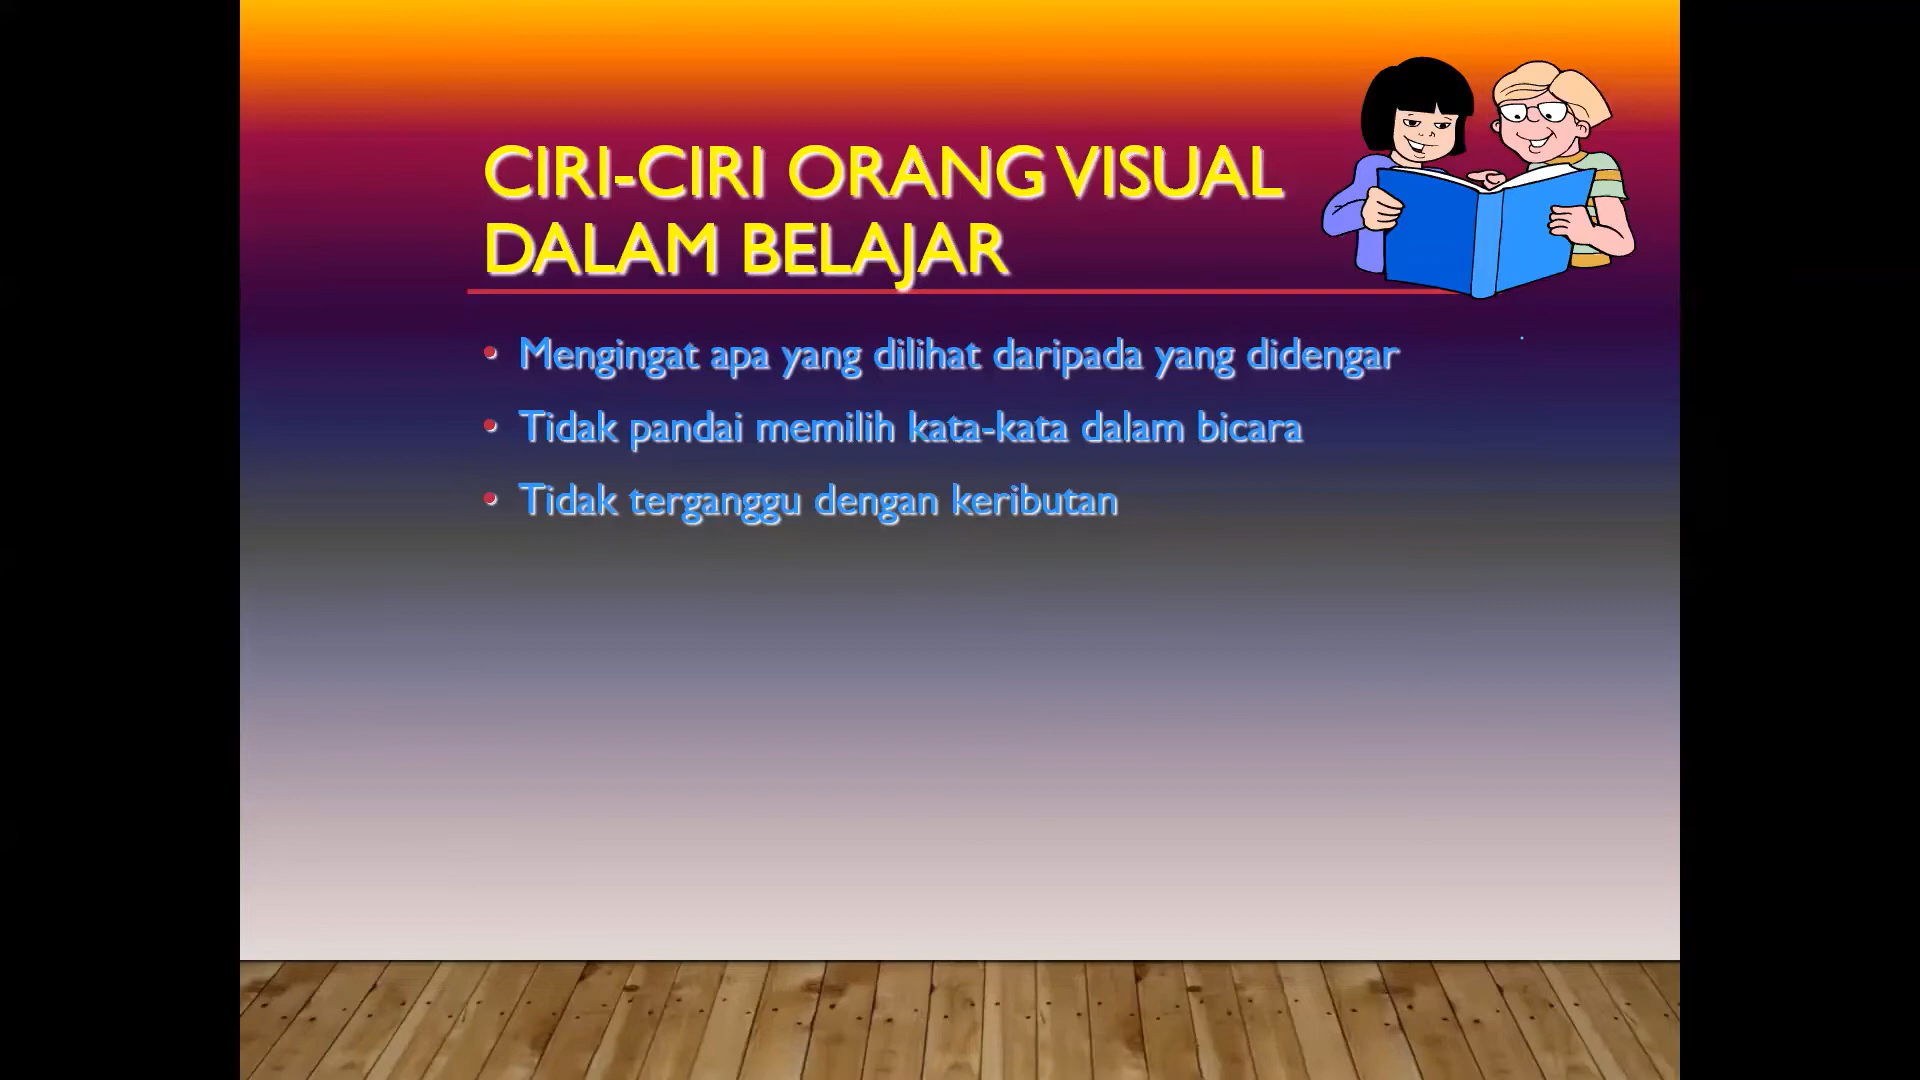 CIRI-CIRI ORANG VISUAL
DALAM BELAJAR
• Mengingat apa yang dilihat daripada yang didengar
• Tidak pandai memilih kata-kata dalam bicara
• Tidak terganggu dengan keributan